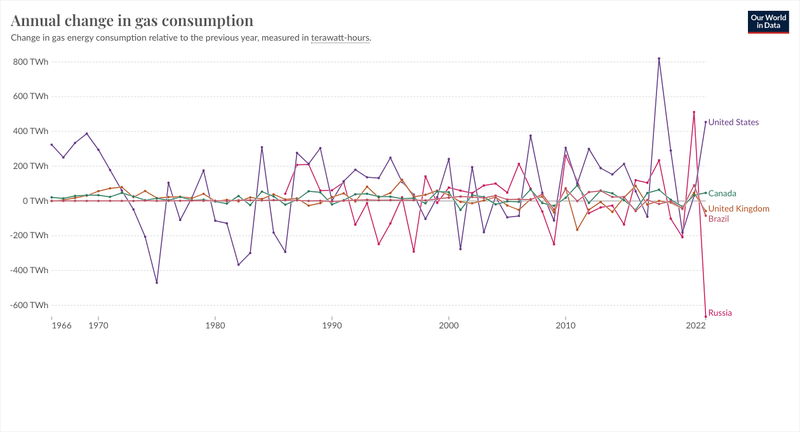 Annual change in gas consumption
Change in gas energy consumption relative to the previous year, measured in terawatt-hours.
Our World
in Data
800 TWh
600 TWh
400 TWh
200 TWh
0 TWh
-200 TWh
-400 TWh
-600 TWh
United States
Canada
United Kingdom
Brazil
Russia
1966
1970
1980
1990
2000
2010
2022